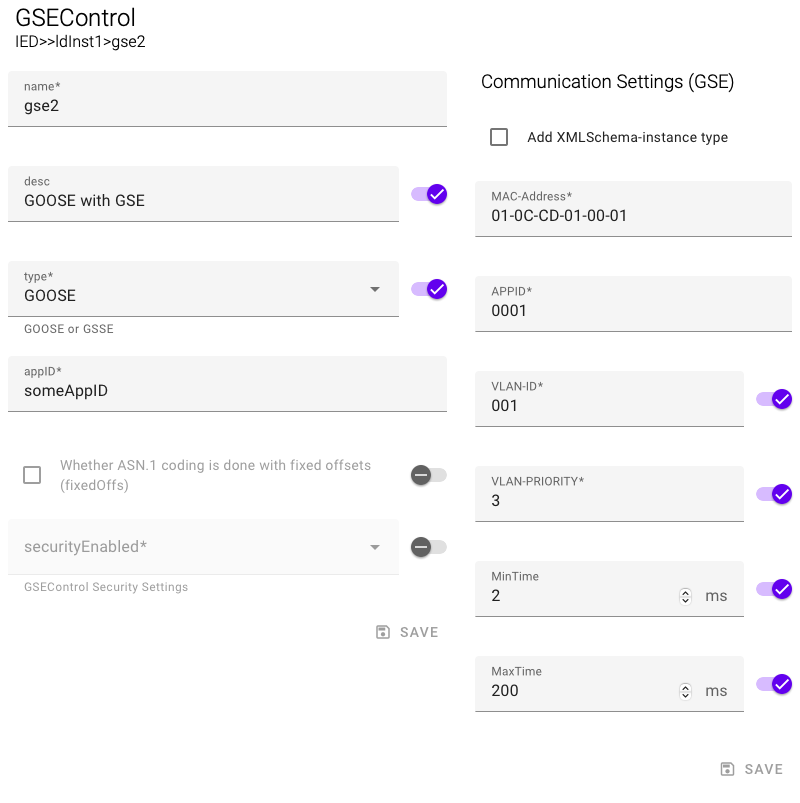 GSEControl
IED>>ldInst1>gse2
name*
gse2
desc
GOOSE with GSE
type*
GOOSE
GOOSE or GSSE
appID*
someAppID
Whether ASN.1 coding is done with fixed offsets
(fixedOffs)
securityEnabled*
GSEControl Security Settings
SAVE
Communication Settings (GSE)
Add XMLSchema-instance type
MAC-Address*
01-0C-CD-01-00-01
APPID*
0001
VLAN-ID*
001
VLAN-PRIORITY*
3
MinTime
2 ms
MaxTime
200 ms
SAVE